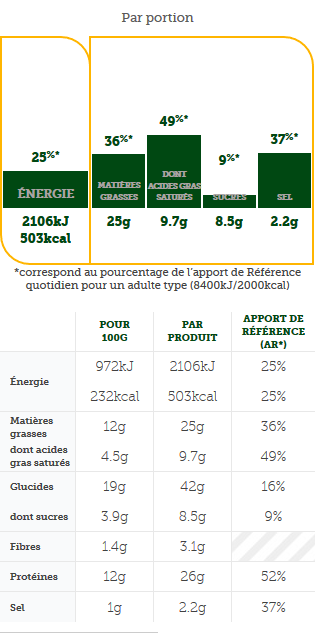 Par portion
25%*
36%*
49%*
9%*
37%*
ÉNERGIE
MATIÈRES
GRASSES
DONT
ACIDES GRAS
SATURÉS
SUCRES
SEL
2106kJ
503kcal
25g
9.7g
8.5g
2.2g
*correspond au pourcentage de l'apport de Référence
quotidien pour un adulte type (8400kJ/2000kcal)
POUR
100G
PAR
PRODUIT
APPORT DE
RÉFÉRENCE
(AR*)
Énergie
972kJ 2106kJ 25%
232kcal 503kcal 25%
Matières
grasses
12g 25g 36%
dont acides
gras saturés
4.5g 9.7g 49%
Glucides 19g 42g 16%
dont sucres 3.9g 8.5g 9%
Fibres 1.4g 3.1g
Protéines 12g 26g 52%
Sel 1g 2.2g 37%